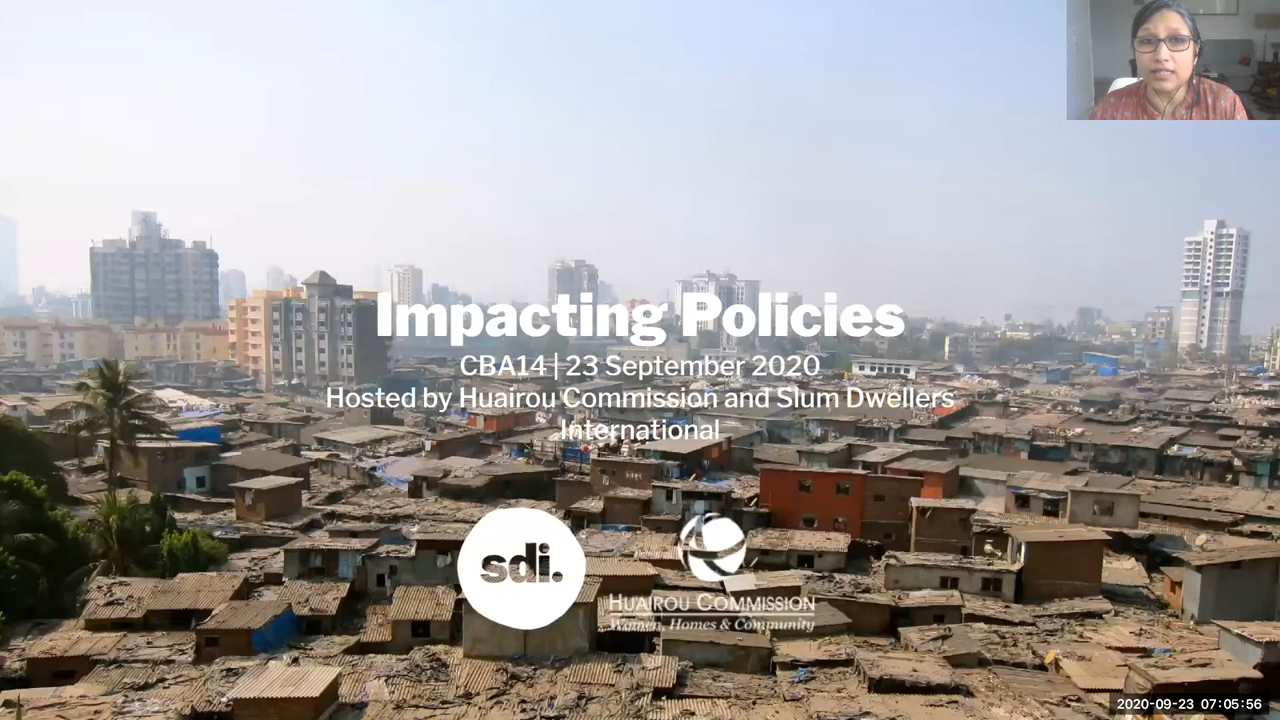 Impacting Policies
CBA14 | 23 September 2020
Hosted by Huairou Commission and Slum Dwellers
International
sdi.
HUAIROU COMMISSION
Women, Homes & Community
2020-09-23 07:05:56